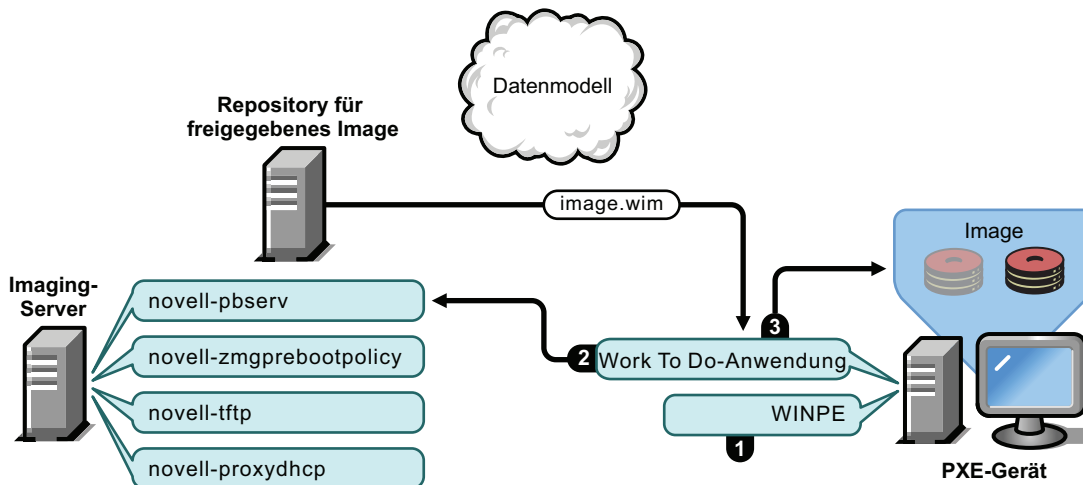 Datenmodell
Repository für
freigegebenes Image
image.wim
Image
Imaging-
Server
novell-pbserv
novell-zmgprebootpolicy
novell-tftp
novell-proxydhcp
3
2
Work To Do-Anwendung
WINPE
1
PXE-Gerät